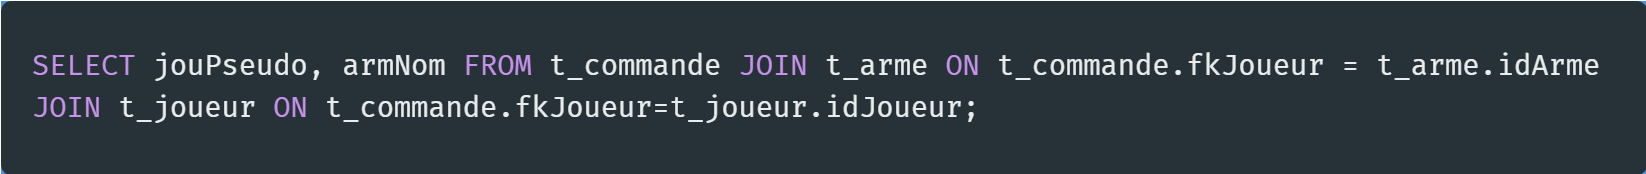 SELECT jouPseudo, armNom FROM t_commande JOIN t_arme ON t_commande.fkJoueur = t_arme.idArme
JOIN t_joueur ON t_commande.fkJoueur=t_joueur.idJoueur;